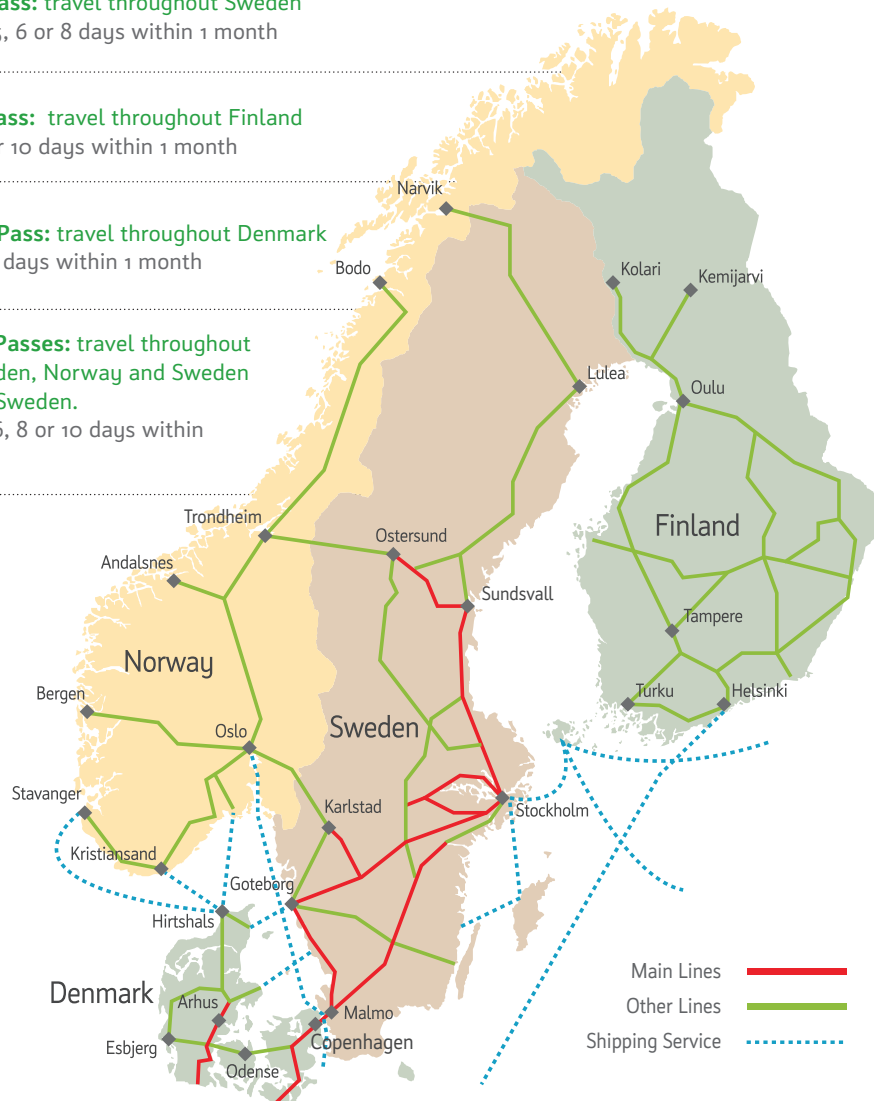 ass: travel throughout Sweden
5, 6 or 8 days within 1 month
ass: travel throughout Finland
r 10 days within 1 month
Pass: travel throughout Denmark
days within 1 month
Passes: travel throughout
den, Norway and Sweden
Sweden.
6, 8 or 10 days within
Narvik
Bodo
Kolari
Kemijarvi
Lulea
Oulu
Trondheim
Ostersund
Finland
Andalsnes
Sundsvall
Tampere
Norway
Bergen
Turku
Helsinki
Oslo
Sweden
Stavanger
Karlstad
Stockholm
Kristiansand
Goteborg
Hirtshals
Denmark
Arhus
Malmo
Esbjerg
Copenhagen
Odense
Main Lines
Other Lines
Shipping Service